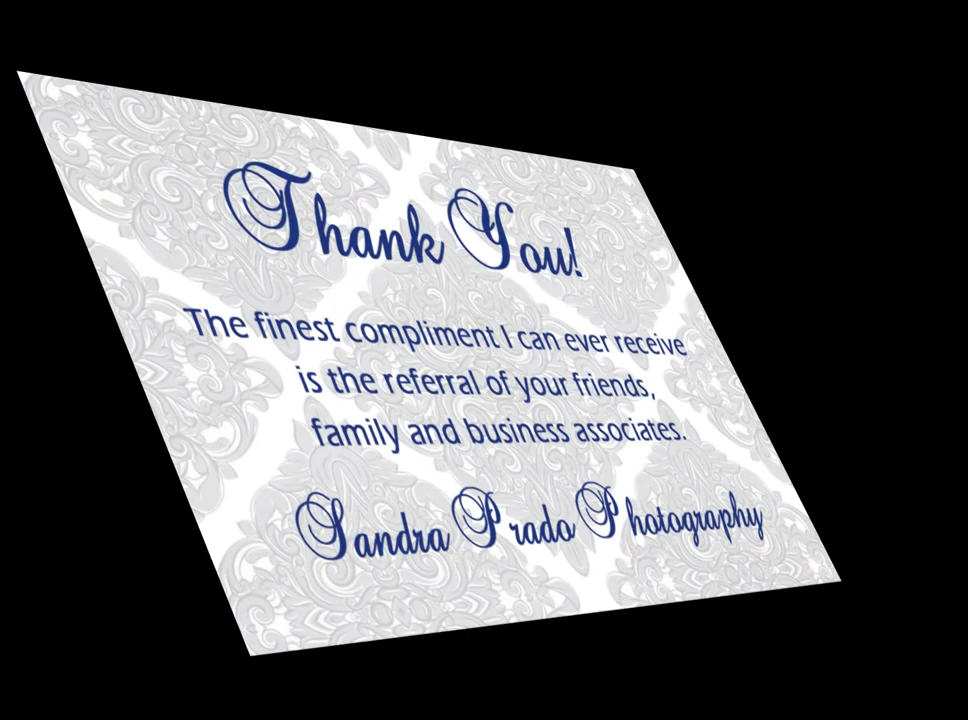 Thank You!
The finest compliment I can ever receive
is the referral of your friends,
family and business associates.
Sandra Prado Photography